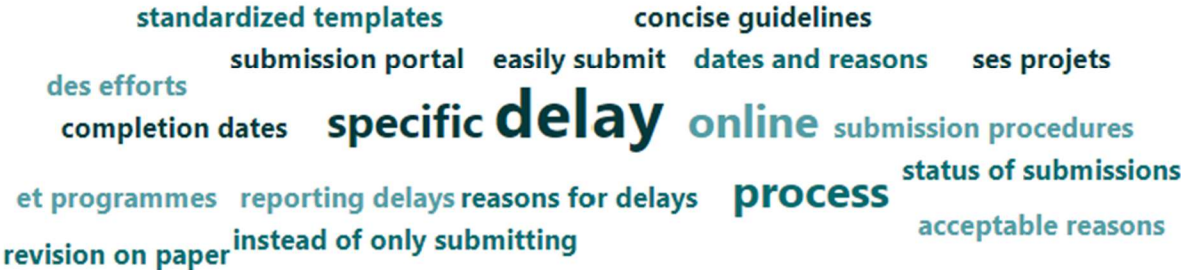 standardized templates concise guidelines
submission portal easily submit dates and reasons ses projets
des efforts
completion dates specific delay online submission procedures
status of submissions
et programmes reporting delays reasons for delays process
acceptable reasons
revision on paper instead of only submitting